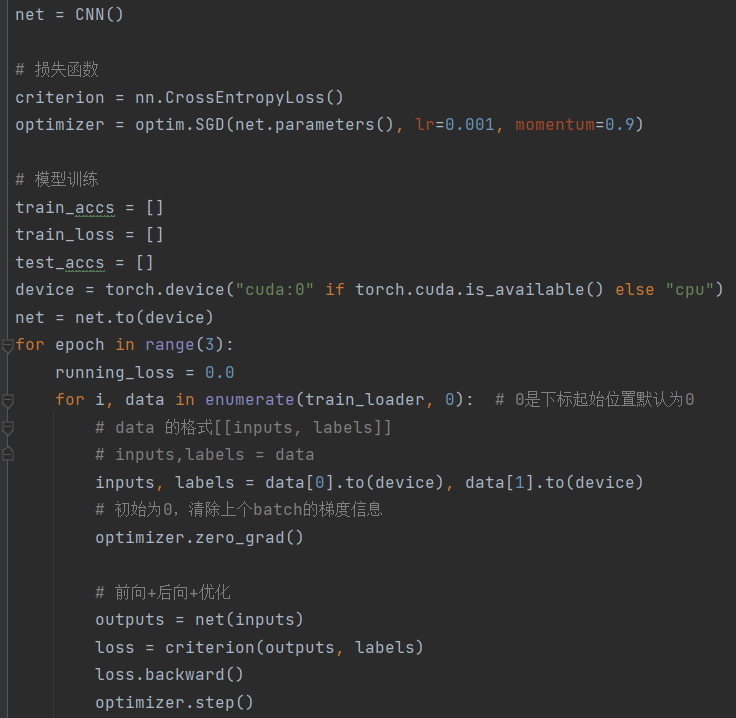 net = CNN()
# 损失函数
criterion = nn.CrossEntropyLoss()
optimizer = optim.SGD(net.parameters(), lr=0.001, momentum=0.9)
# 模型训练
train_accs = []
train_loss = []
test_accs = []
device = torch.device("cuda:0" if torch.cuda.is_available() else "cpu")
net = net.to(device)
for epoch in range(3):
    running_loss = 0.0
    for i, data in enumerate(train_loader, 0):  # 0是下标起始位置默认为0
        # data 的格式[[inputs, labels]]
        # inputs,labels = data
        inputs, labels = data[0].to(device), data[1].to(device)
        # 初始为0，清除上个batch的梯度信息
        optimizer.zero_grad()
        # 前向+后向+优化
        outputs = net(inputs)
        loss = criterion(outputs, labels)
        loss.backward()
        optimizer.step()